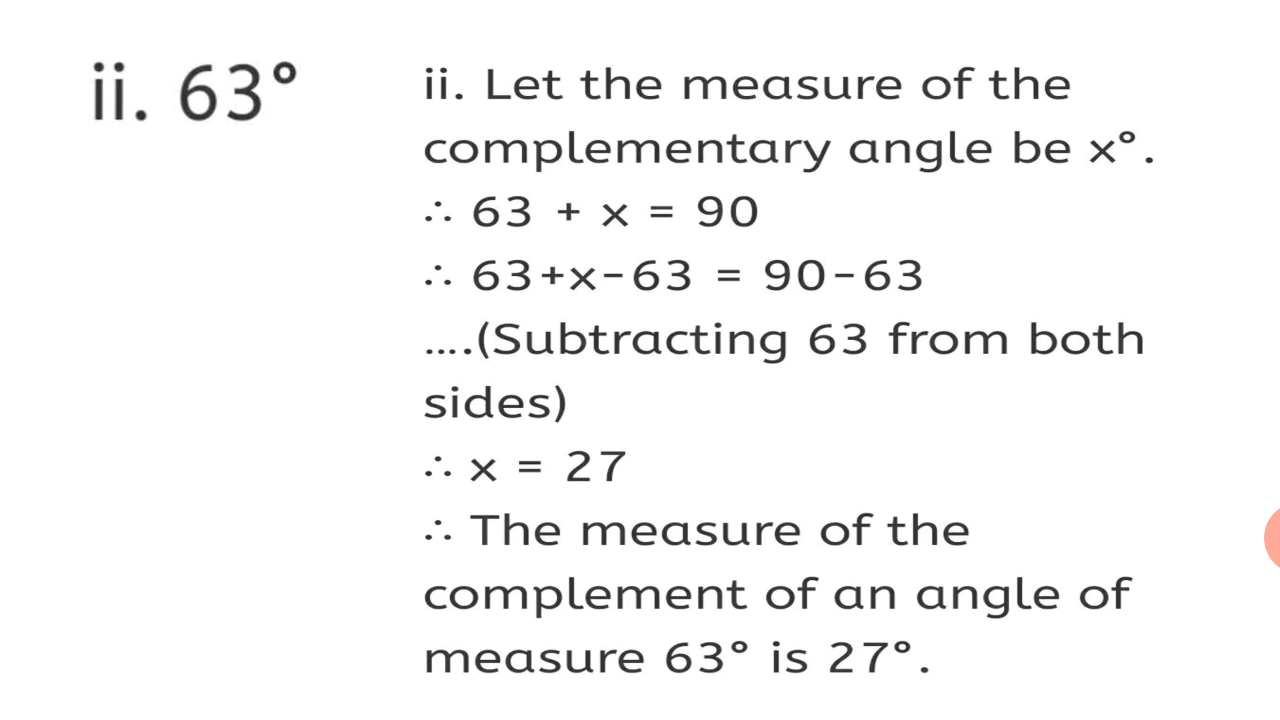 ii. 63°
ii. Let the measure of the
complementary angle be x°.
∴ 63 + x = 90
∴ 63+x−63 = 90−63
….(Subtracting 63 from both
sides)
∴ x = 27
∴ The measure of the
complement of an angle of
measure 63° is 27°.